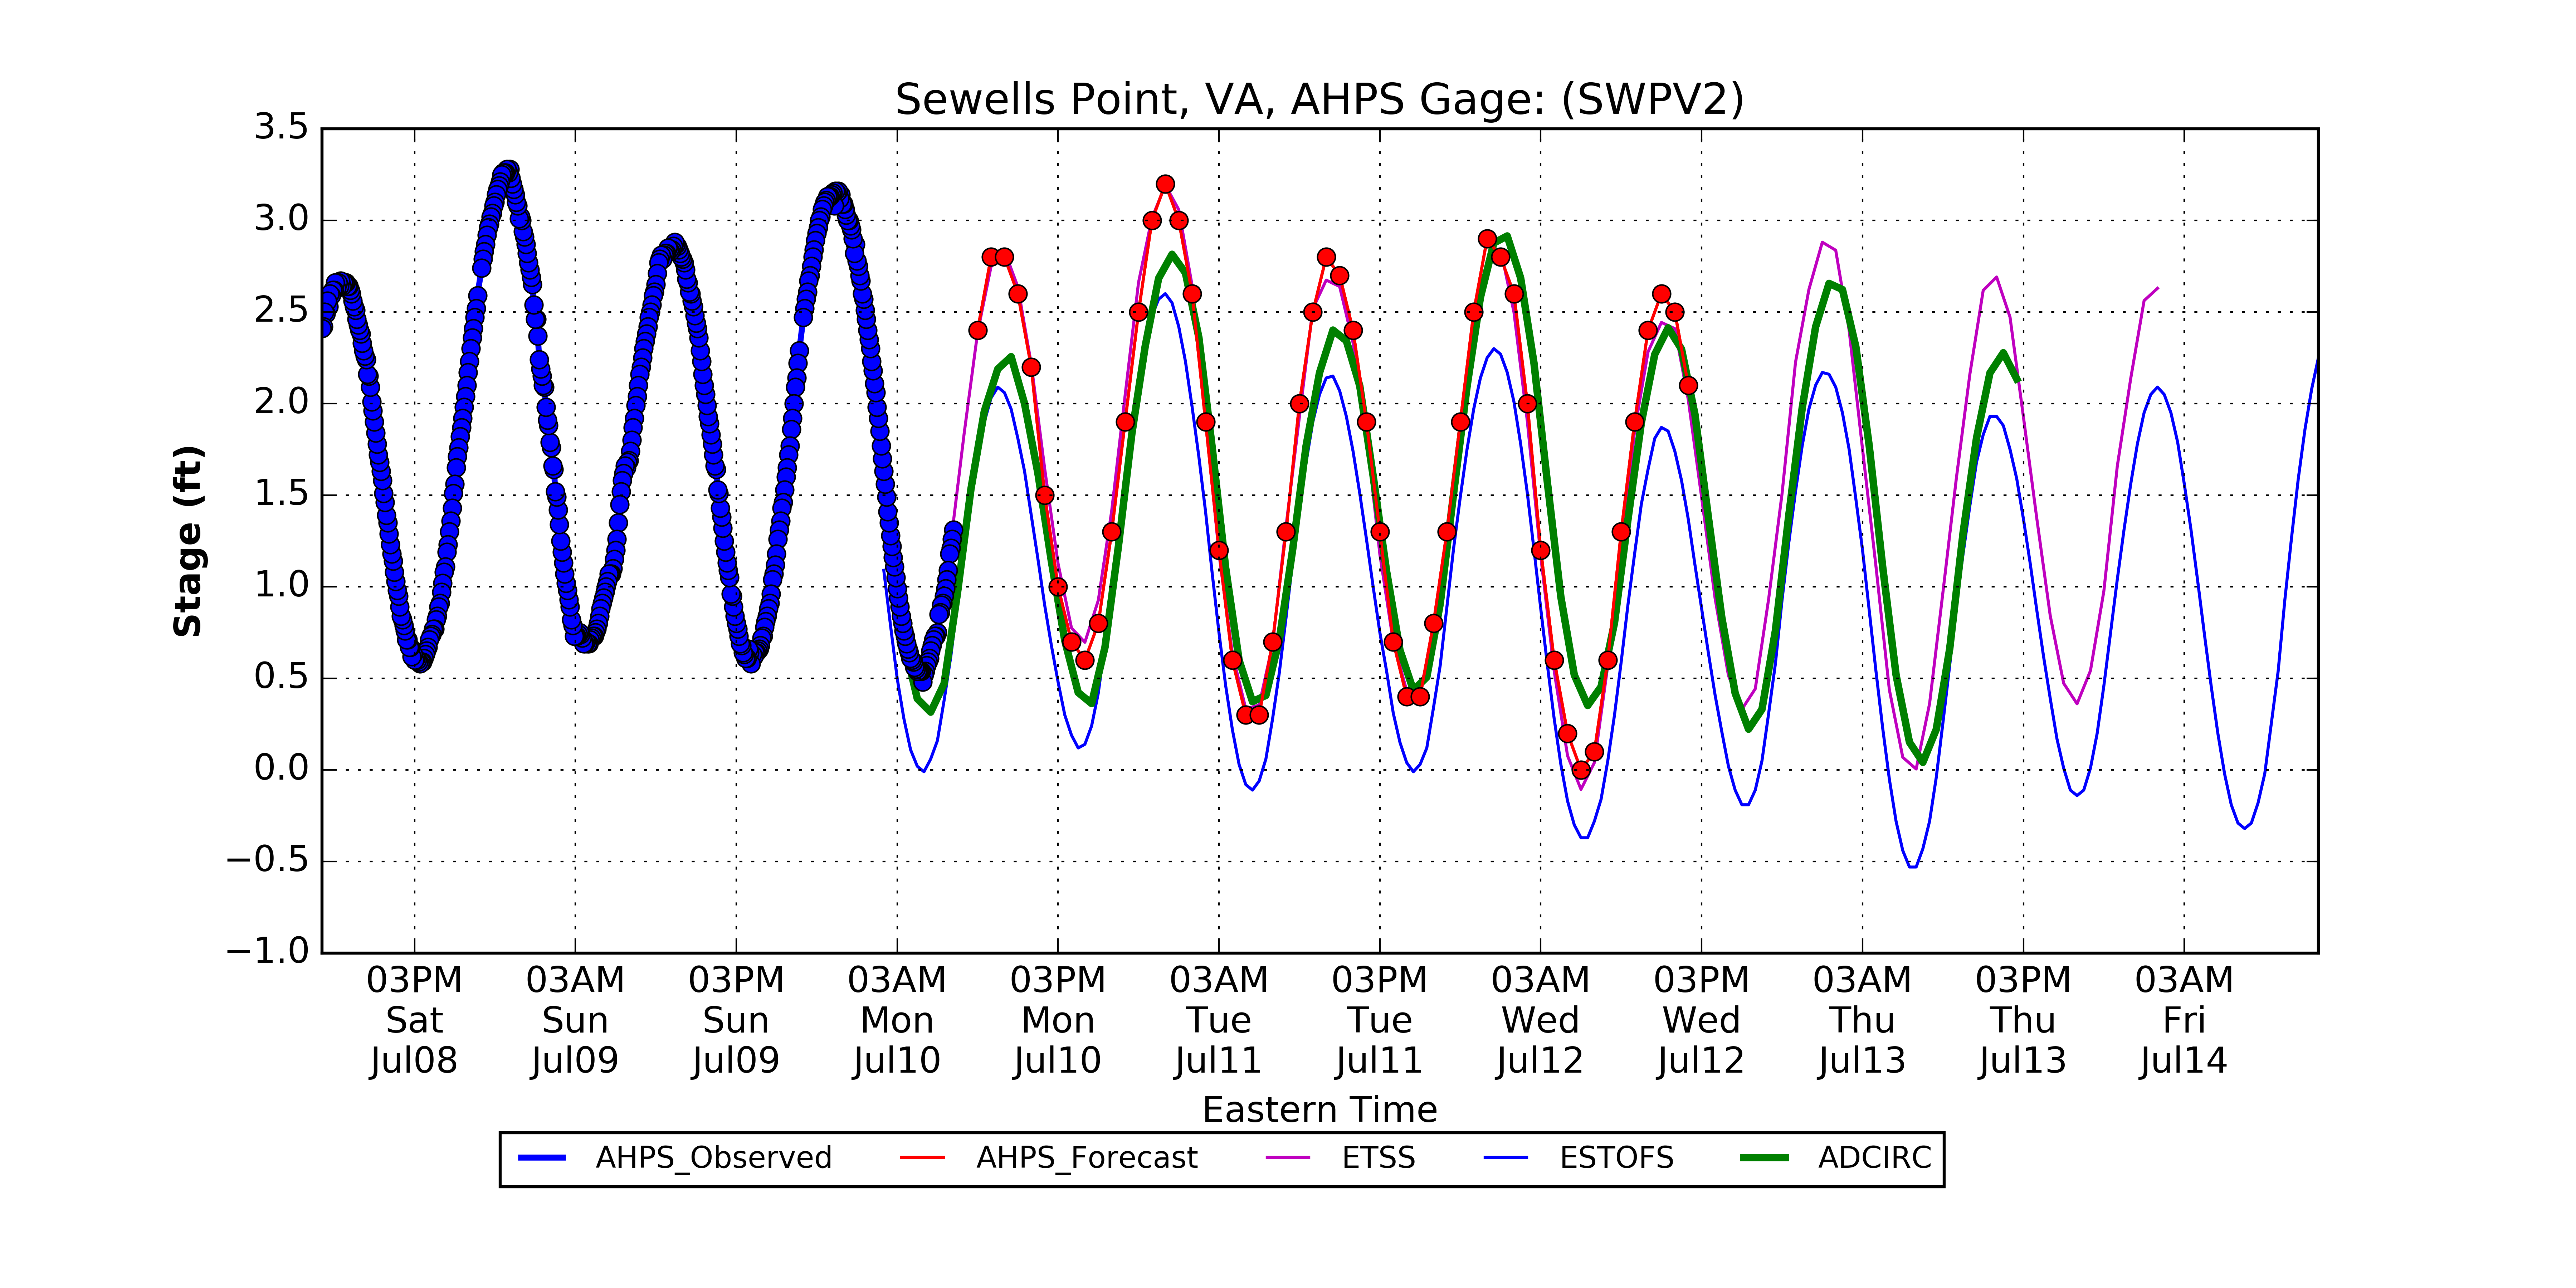 Sewells Point, VA, AHPS Gage: (SWPV2)
3.5
3.0
2.5
2.0
1.5
1.0
0.5
0.0
−0.5
−1.0
Stage (ft)
03PM 03AM 03PM 03AM 03PM 03AM 03PM 03AM 03PM 03AM 03PM 03AM
Sat Sun Sun Mon Mon Tue Tue Wed Wed Thu Thu Fri
Jul08 Jul09 Jul09 Jul10 Jul10 Jul11 Jul11 Jul12 Jul12 Jul13 Jul13 Jul14
Eastern Time
AHPS_Observed AHPS_Forecast ETSS ESTOFS ADCIRC